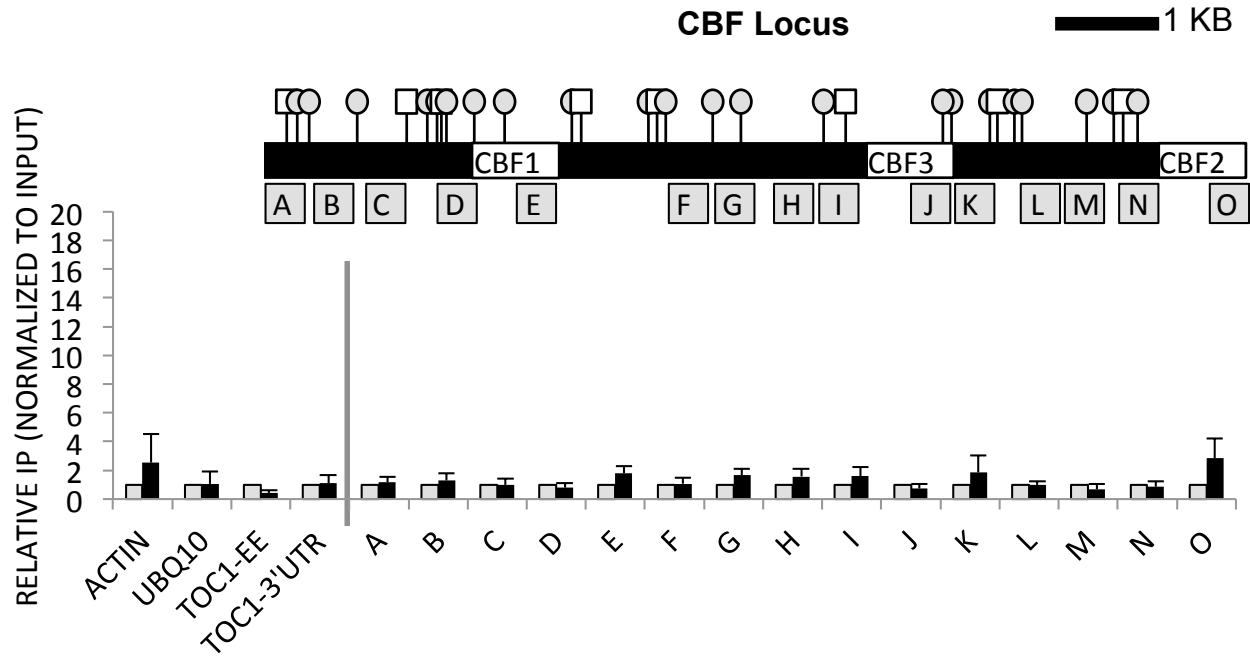 CBF Locus
1 KB
CBF1
CBF3
CBF2
A B C D E F G H I J K L M N O
RELATIVE IP (NORMALIZED TO INPUT)
20
18
16
14
12
10
8
6
4
2
0
ACTIN
UBQ10
TOC1-EE
TOC1-3'UTR
A
B
C
D
E
F
G
H
I
J
K
L
M
N
O